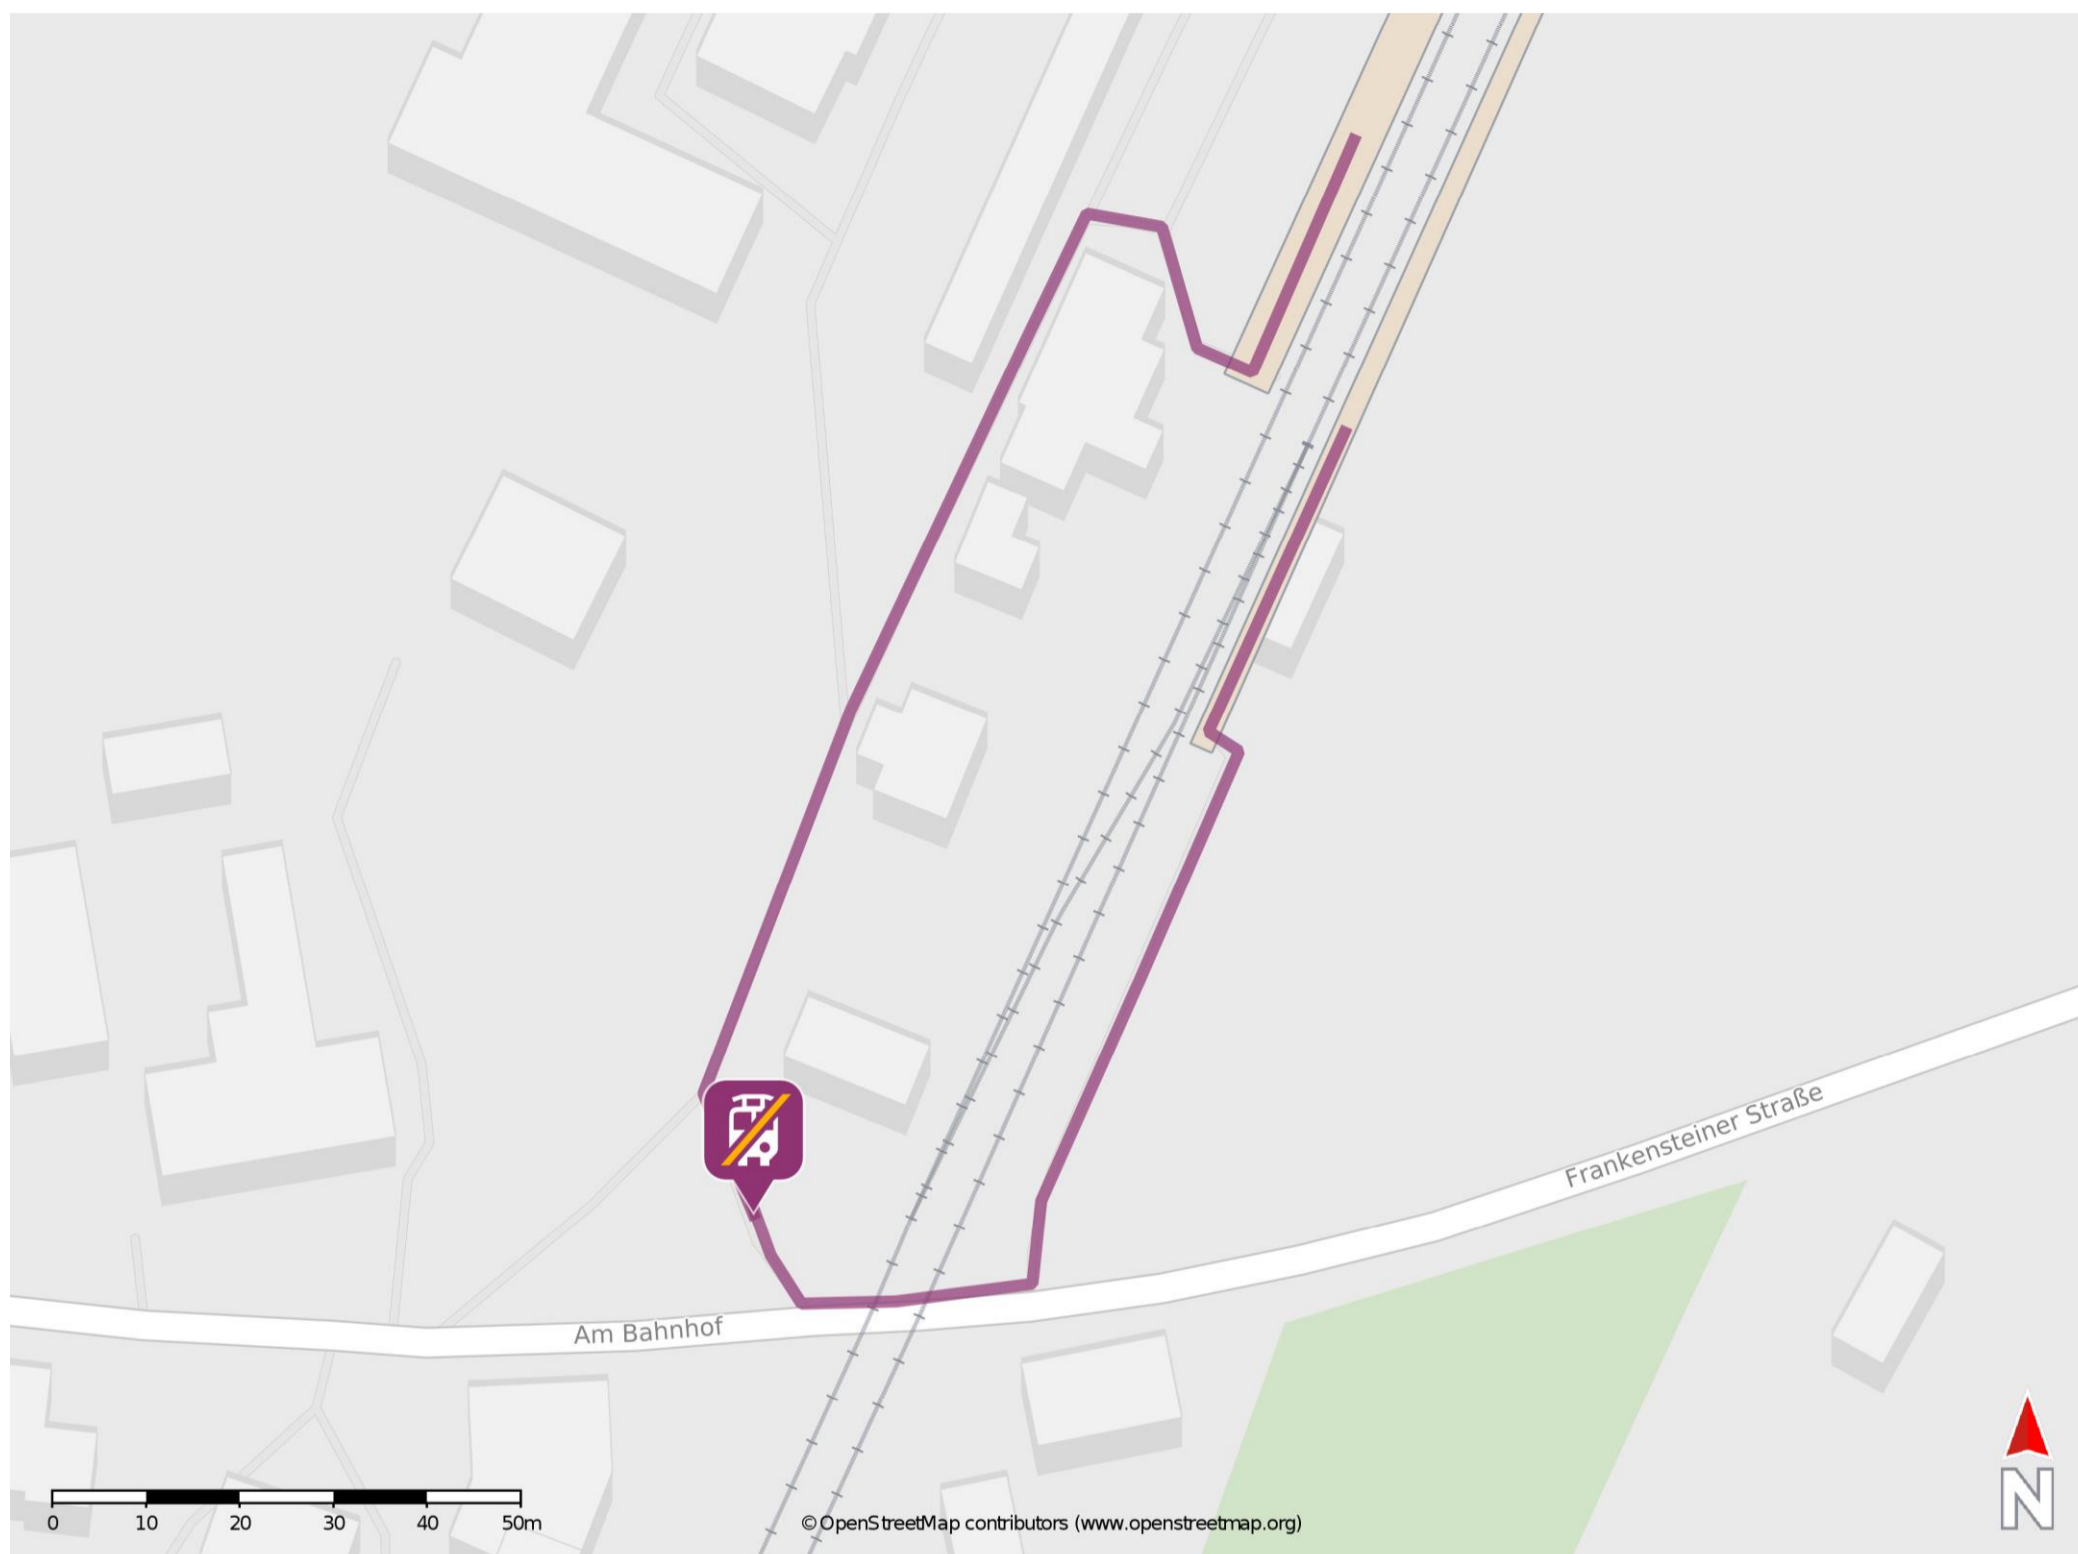 Frankensteiner Straße
Am Bahnhof
0 10 20 30 40 50m
©OpenStreetMap contributors (www.openstreetmap.org)
N